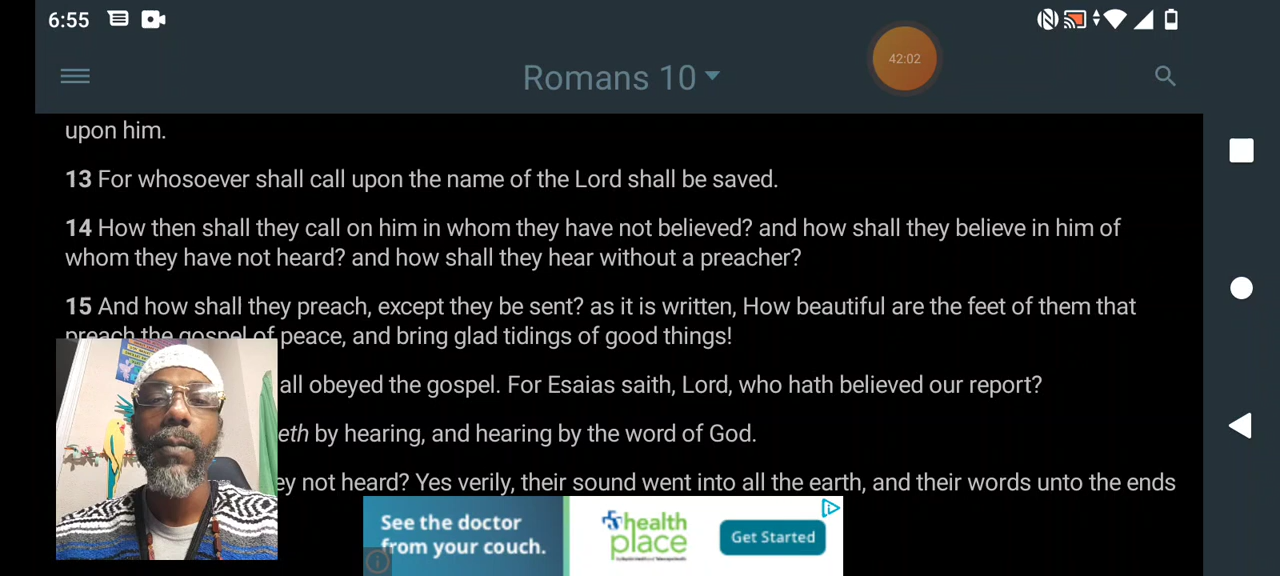 6:55
42:02
Romans 10
upon him.
13 For whosoever shall call upon the name of the Lord shall be saved.
14 How then shall they call on him in whom they have not believed? and how shall they believe in him of
whom they have not heard? and how shall they hear without a preacher?
15 And how shall they preach, except they be sent? as it is written, How beautiful are the feet of them that
preach the gospel of peace, and bring glad tidings of good things!
all obeyed the gospel. For Esaias saith, Lord, who hath believed our report?
eth by hearing, and hearing by the word of God.
ey not heard? Yes verily, their sound went into all the earth, and their words unto the ends
See the doctor
from your couch.
health
place
Get Started